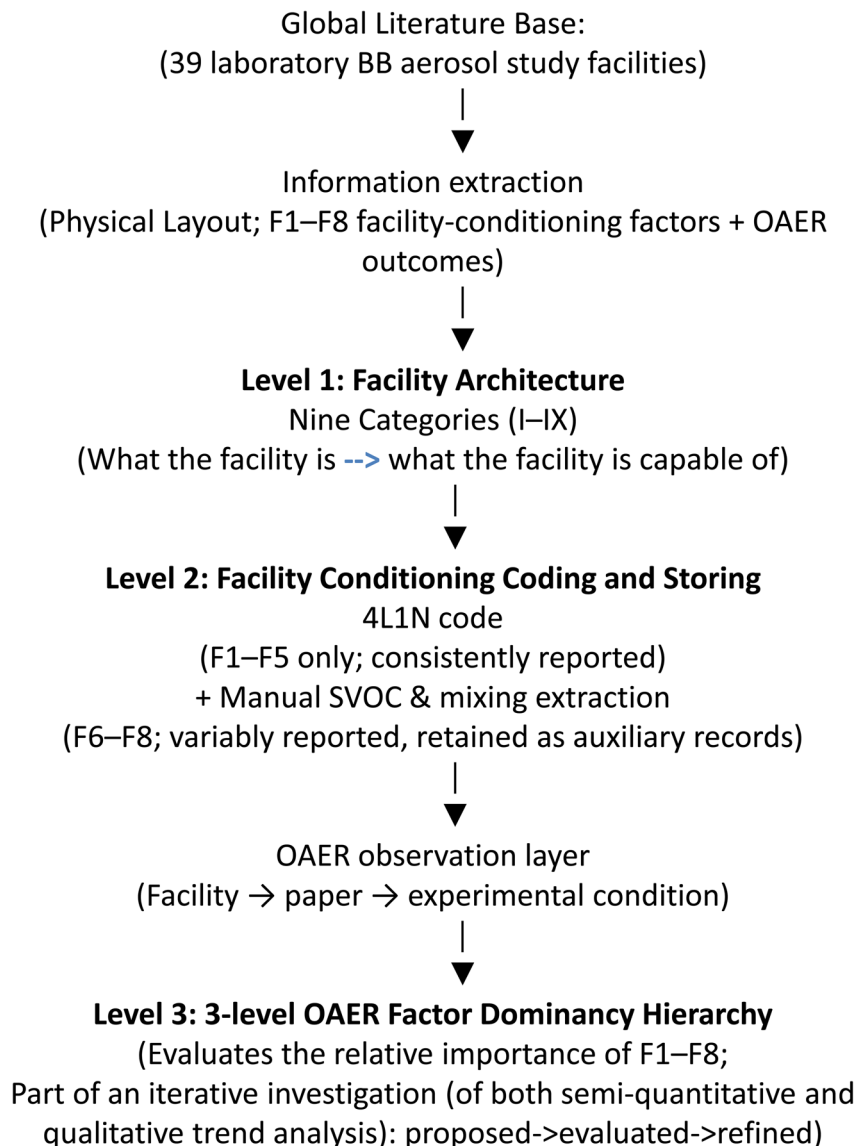 Global Literature Base:
(39 laboratory BB aerosol study facilities)
Information extraction
(Physical Layout; F1–F8 facility-conditioning factors + OAER
outcomes)
Level 1: Facility Architecture
Nine Categories (I–IX)
(What the facility is --> what the facility is capable of)
Level 2: Facility Conditioning Coding and Storing
4L1N code
(F1–F5 only; consistently reported)
+ Manual SVOC & mixing extraction
(F6–F8; variably reported, retained as auxiliary records)
OAER observation layer
(Facility → paper → experimental condition)
Level 3: 3-level OAER Factor Dominancy Hierarchy
(Evaluates the relative importance of F1–F8;
Part of an iterative investigation (of both semi-quantitative and
qualitative trend analysis): proposed->evaluated->refined)